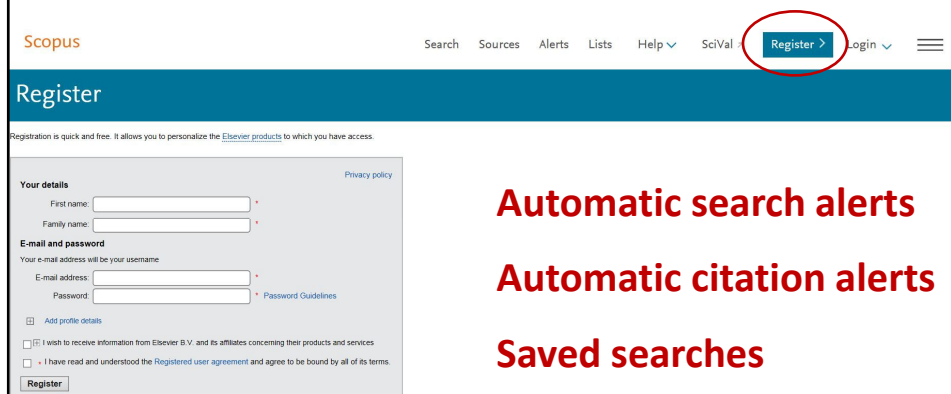 Scopus
Search Sources Alerts Lists Help SciVal Register > Login
Register
Registration is quick and free. It allows you to personalize the Elsevier products to which you have access.
Privacy policy
Your details
First name: *
Family name: *
E-mail and password
Your e-mail address will be your username
E-mail address: *
Password: * Password Guidelines
Add profile details
I wish to receive information from Elsevier B.V. and its affiliates concerning their products and services
* I have read and understood the Registered user agreement and agree to be bound by all of its terms.
Register
Automatic search alerts
Automatic citation alerts
Saved searches